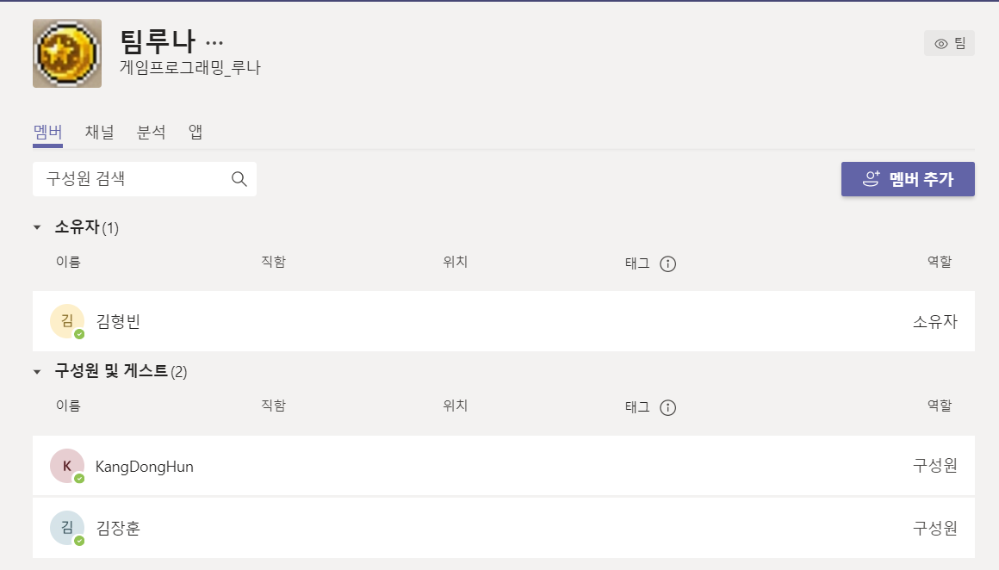 팀루나 ...
게임프로그래밍_루나
팀
멤버 채널 분석 앱
구성원 검색
멤버 추가
소유자 (1)
이름 직함 위치 태그 역할
김 김형빈 소유자
구성원 및 게스트 (2)
이름 직함 위치 태그 역할
K KangDongHun 구성원
김 김장훈 구성원